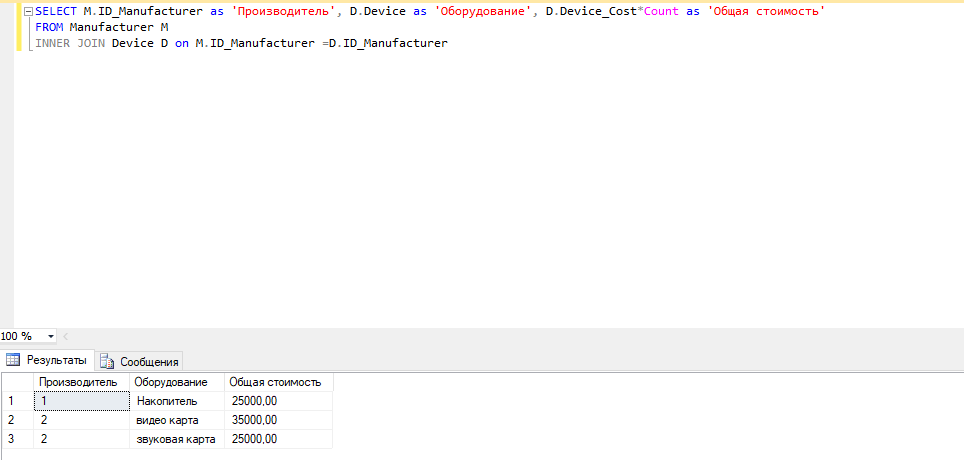 SELECT M.ID_Manufacturer as 'Производитель', D.Device as 'Оборудование', D.Device_Cost*Count as 'Общая стоимость'
FROM Manufacturer M
INNER JOIN Device D on M.ID_Manufacturer =D.ID_Manufacturer
100 %
Результаты Сообщения
Производитель Оборудование Общая стоимость
1 1 Накопитель 25000,00
2 2 видео карта 35000,00
3 2 звуковая карта 25000,00